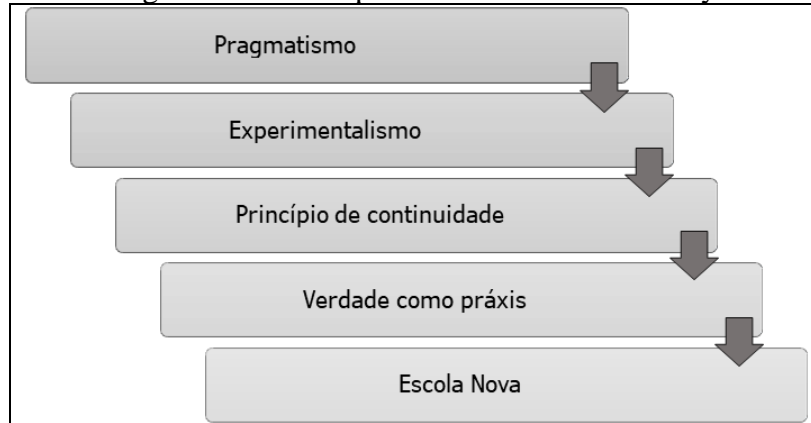 Pragmatismo
Experimentalismo
Princípio de continuidade
Verdade como práxis
Escola Nova